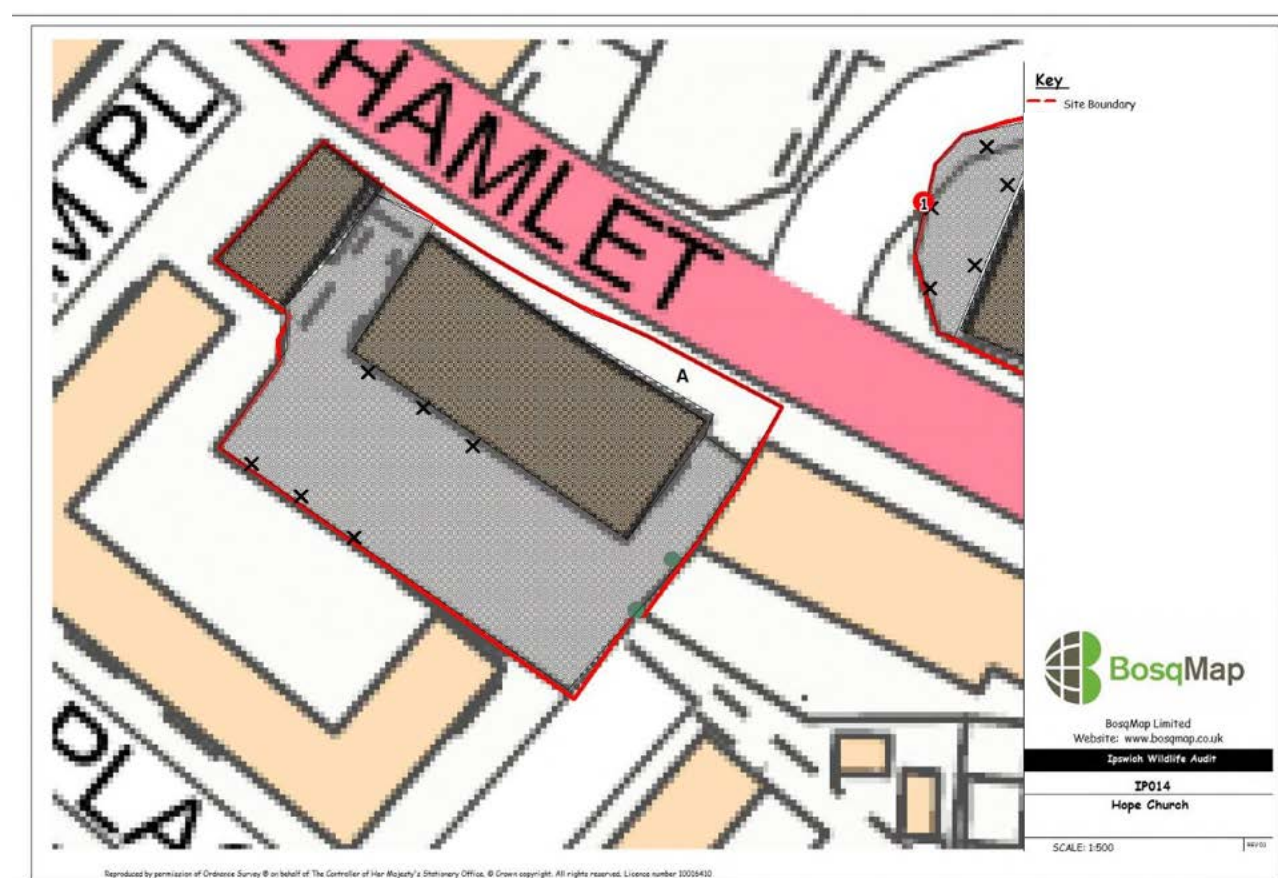 HAMLET
M PL
A
1
PLA
Key
Site Boundary
BosqMap
BosqMap Limited
Website: www.bosqmap.co.uk
Ipswich Wildlife Audit
IP014
Hope Church
SCALE: 1:500
Reproduced by permission of Ordnance Survey ® on behalf of The Controller of Her Majesty's Stationery Office. © Crown copyright. All rights reserved. Licence number 10016410